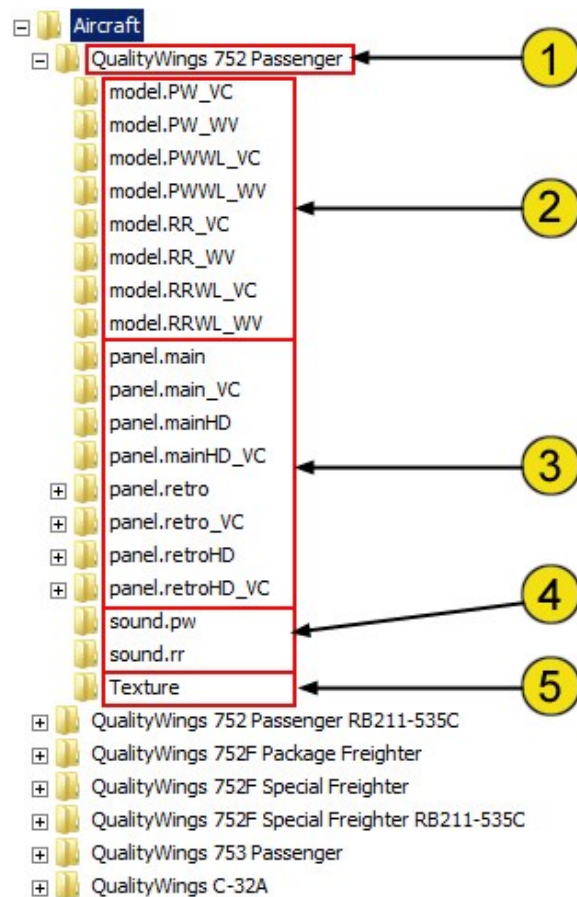 Aircraft
QualityWings 752 Passenger
1
model.PW_VC
model.PW_WV
model.PWWL_VC
model.PWWL_WV
2
model.RR_VC
model.RR_WV
model.RRWL_VC
model.RRWL_WV
panel.main
panel.main_VC
panel.mainHD
panel.mainHD_VC
3
panel.retro
panel.retro_VC
panel.retroHD
panel.retroHD_VC
4
sound.pw
sound.rr
Texture
5
QualityWings 752 Passenger RB211-535C
QualityWings 752F Package Freighter
QualityWings 752F Special Freighter
QualityWings 752F Special Freighter RB211-535C
QualityWings 753 Passenger
QualityWings C-32A